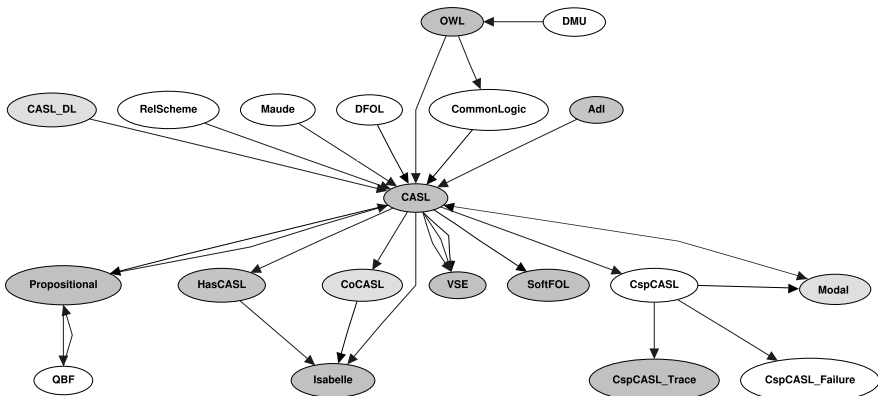 OWL
DMU
CASL_DL
RelScheme
Maude
DFOL
CommonLogic
Adl
CASL
Propositional
HasCASL
CoCASL
VSE
SoftFOL
CspCASL
Modal
QBF
Isabelle
CspCASL_Trace
CspCASL_Failure